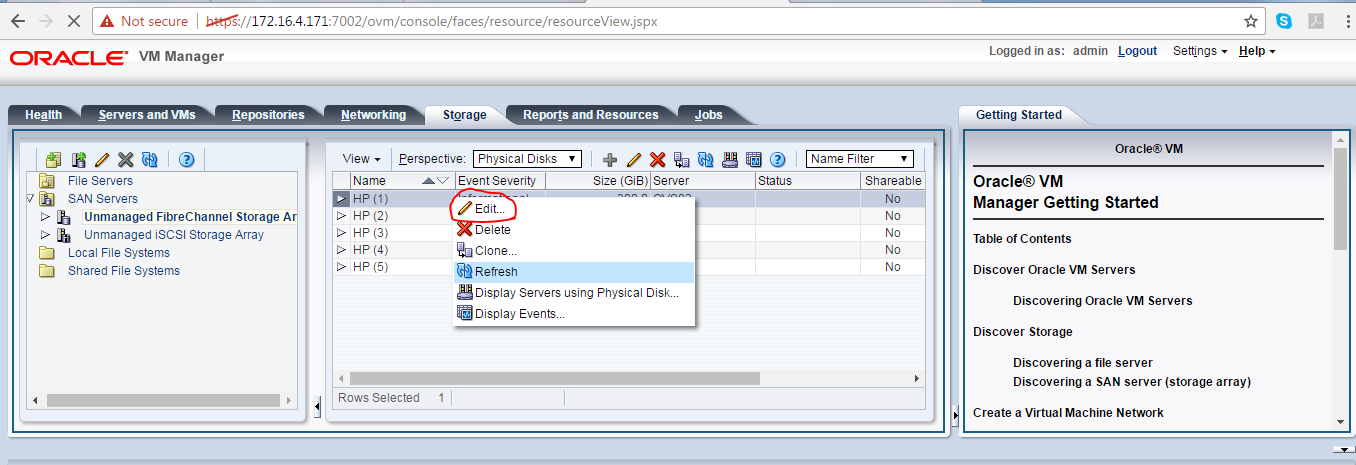 Not secure https://172.16.4.171:7002/ovm/console/faces/resource/resourceView.jspx
ORACLE® VM Manager
Logged in as: admin Logout Settings Help
Health Servers and VMs Repositories Networking Storage Reports and Resources Jobs
Getting Started
View Perspective: Physical Disks Name Filter
File Servers
SAN Servers
Unmanaged FibreChannel Storage Ar
Unmanaged iSCSI Storage Array
Local File Systems
Shared File Systems
Name Event Severity Size (GiB) Server Status Shareable
HP (1) No
HP (2) No
HP (3) No
HP (4) No
HP (5) No
Edit...
Delete
Clone...
Refresh
Display Servers using Physical Disk...
Display Events...
Rows Selected 1
Oracle® VM
Oracle® VM
Manager Getting Started
Table of Contents
Discover Oracle VM Servers
Discovering Oracle VM Servers
Discover Storage
Discovering a file server
Discovering a SAN server (storage array)
Create a Virtual Machine Network